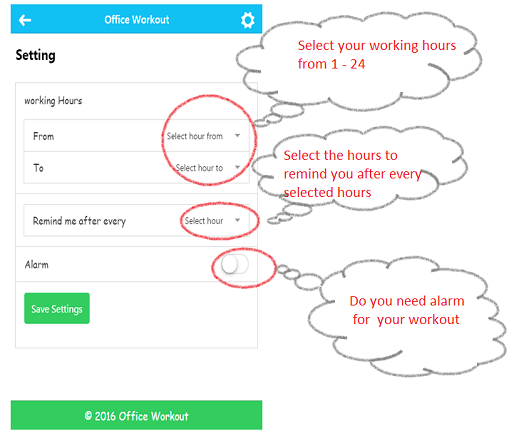 Office Workout
Setting
working Hours
From
Select hour from
To
Select hour to
Remind me after every
Select hour
Alarm
Save Settings
© 2016 Office Workout
Select your working hours
from 1 - 24
Select the hours to
remind you after every
selected hours
Do you need alarm
for your workout